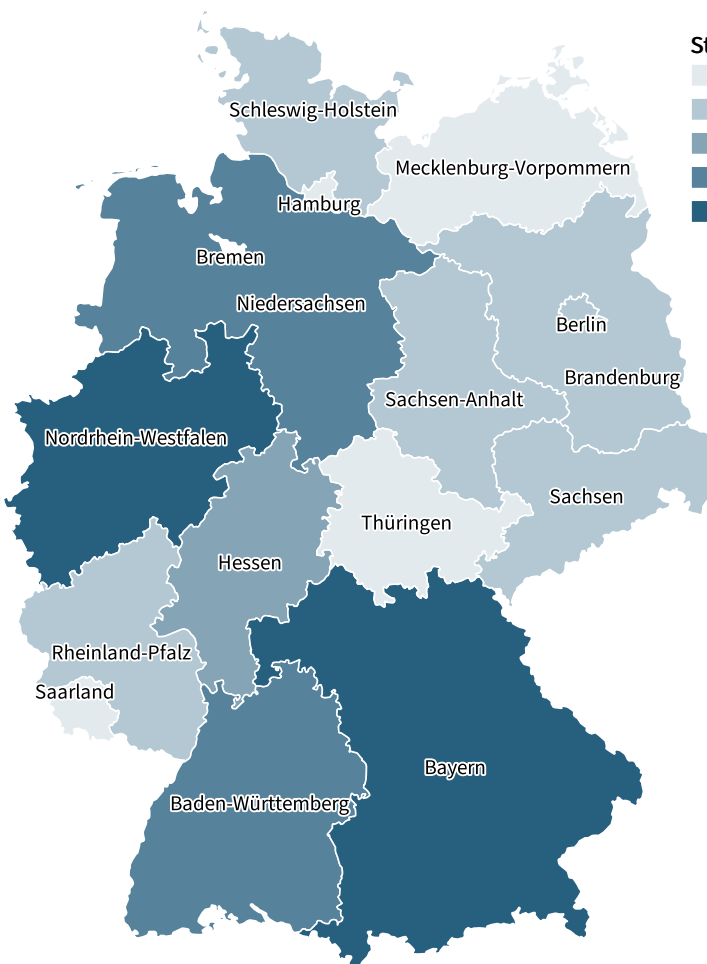 St
Schleswig-Holstein
Mecklenburg-Vorpommern
Hamburg
Bremen
Niedersachsen
Berlin
Brandenburg
Sachsen-Anhalt
Nordrhein-Westfalen
Sachsen
Thüringen
Hessen
Rheinland-Pfalz
Saarland
Bayern
Baden-Württemberg